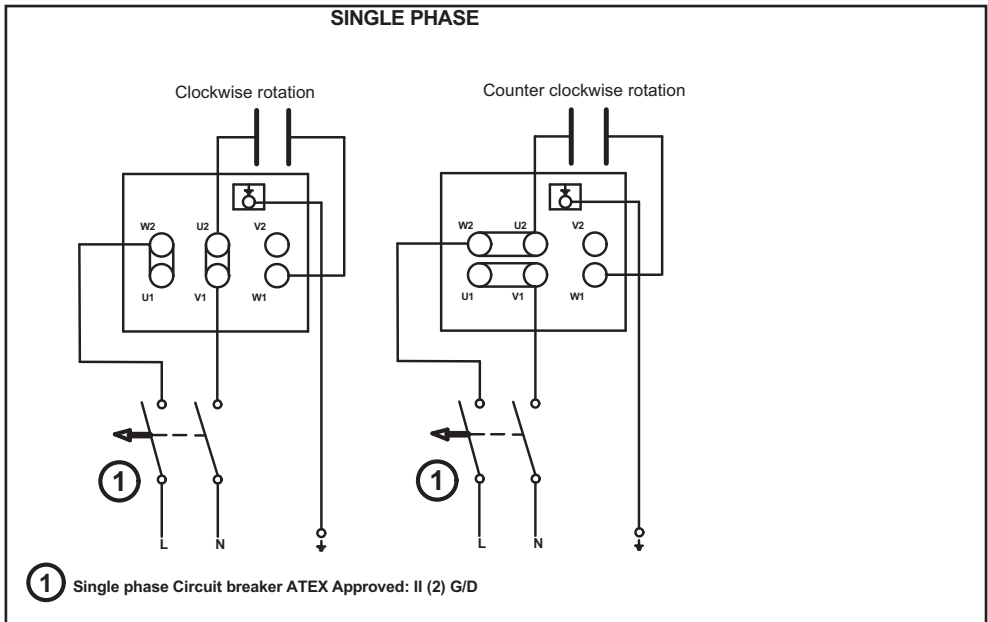 SINGLE PHASE
Clockwise rotation
Counter clockwise rotation
W2 U2 V2
U1 V1 W1
W2 U2 V2
U1 V1 W1
1
1
L N
L N
1 Single phase Circuit breaker ATEX Approved: II (2) G/D